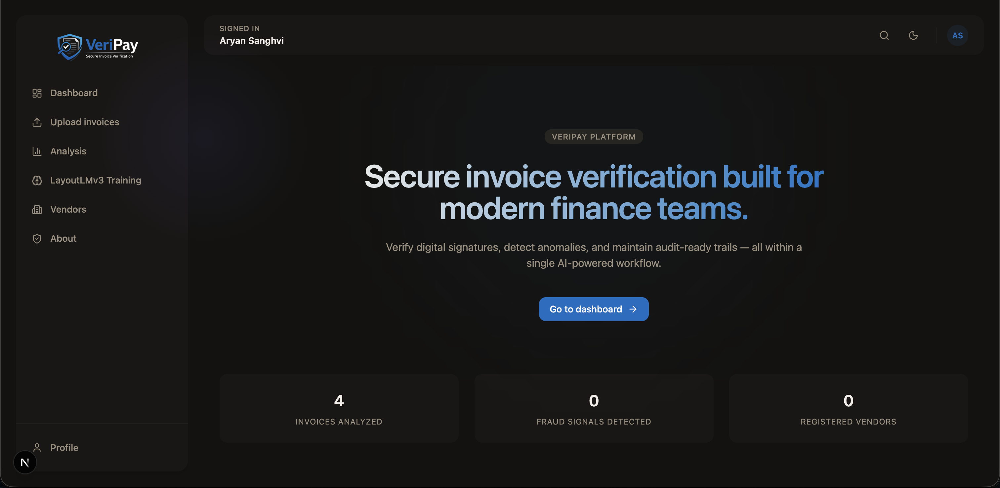 VeriPay
Secure Invoice Verification
Dashboard
Upload invoices
Analysis
LayoutLMv3 Training
Vendors
About
Profile
N
SIGNED IN
Aryan Sanghvi
AS
VERIPAY PLATFORM
Secure invoice verification built for
modern finance teams.
Verify digital signatures, detect anomalies, and maintain audit-ready trails — all within a
single AI-powered workflow.
Go to dashboard
4
INVOICES ANALYZED
0
FRAUD SIGNALS DETECTED
0
REGISTERED VENDORS